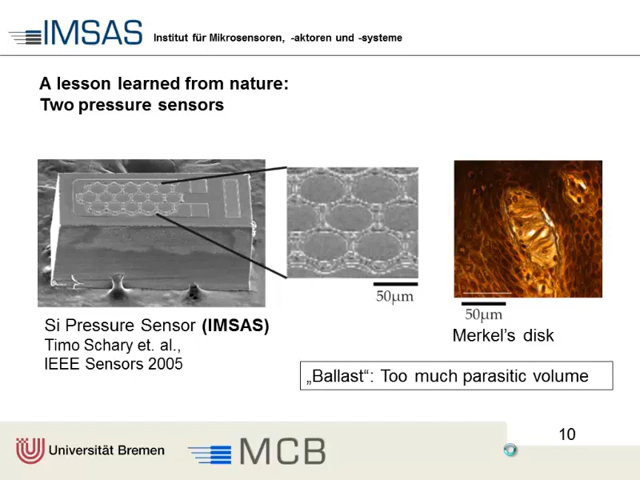 IMSAS Institut für Mikrosensoren, -aktoren und -systeme
A lesson learned from nature:
Two pressure sensors
50µm
50µm
Si Pressure Sensor (IMSAS)
Timo Schary et. al.,
IEEE Sensors 2005
Merkel's disk
„Ballast“: Too much parasitic volume
10
Universität Bremen
MCB